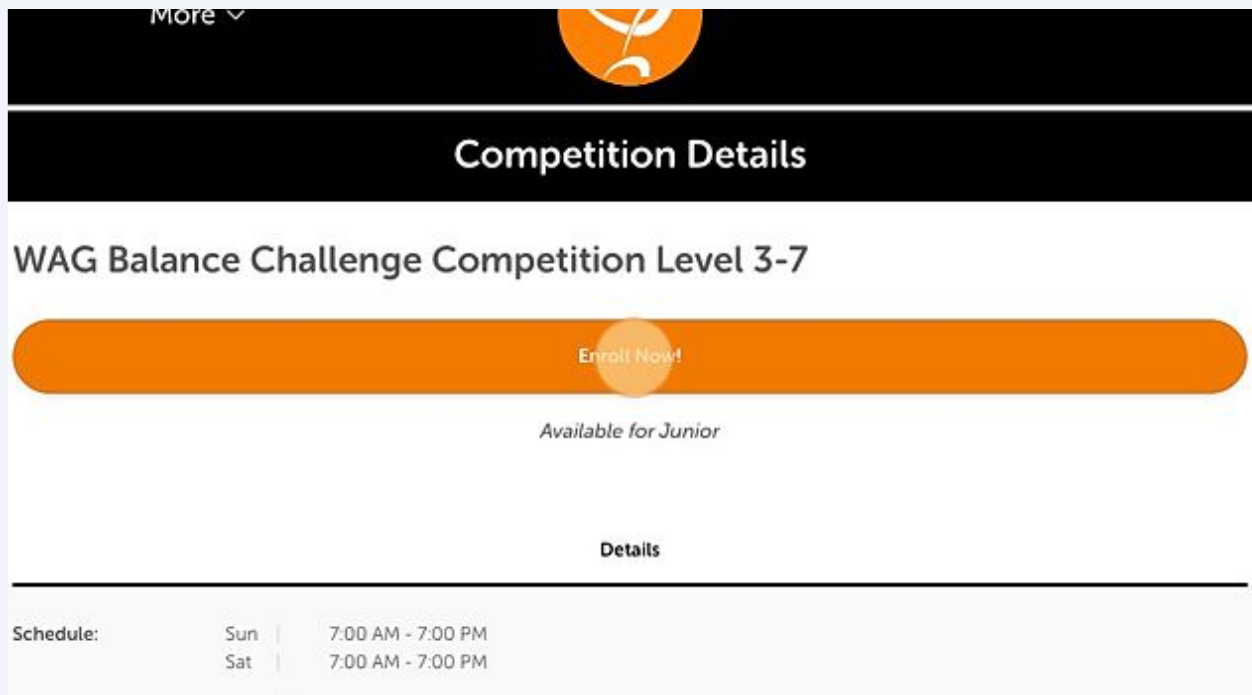 More
Competition Details
WAG Balance Challenge Competition Level 3-7
Enroll Now!
Available for Junior
Details
Schedule: Sun 7:00 AM - 7:00 PM
Sat 7:00 AM - 7:00 PM